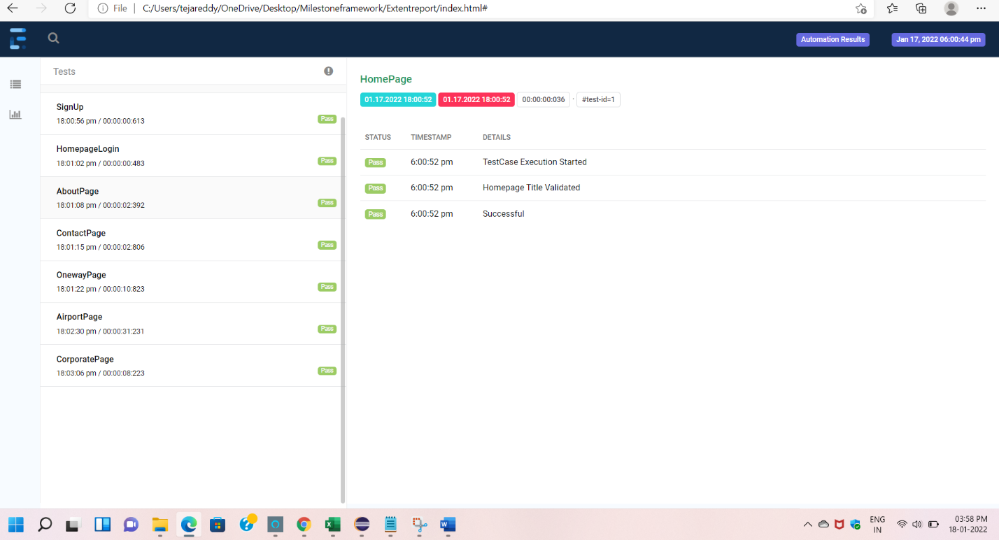 File | C:/Users/tejareddy/OneDrive/Desktop/Milestoneframework/Extentreport/index.html#
Automation Results
Jan 17, 2022 06:00:44 pm
Tests
SignUp
18:00:56 pm / 00:00:00:613
Pass
HomepageLogin
18:01:02 pm / 00:00:00:483
Pass
AboutPage
18:01:08 pm / 00:00:02:392
Pass
ContactPage
18:01:15 pm / 00:00:02:806
Pass
OnewayPage
18:01:22 pm / 00:00:10:823
Pass
AirportPage
18:02:30 pm / 00:00:31:231
Pass
CorporatePage
18:03:06 pm / 00:00:08:223
Pass
HomePage
01.17.2022 18:00:52 01.17.2022 18:00:52 00:00:00:036 · #test-id=1
STATUS TIMESTAMP DETAILS
Pass 6:00:52 pm TestCase Execution Started
Pass 6:00:52 pm Homepage Title Validated
Pass 6:00:52 pm Successful
ENG
IN
03:58 PM
18-01-2022